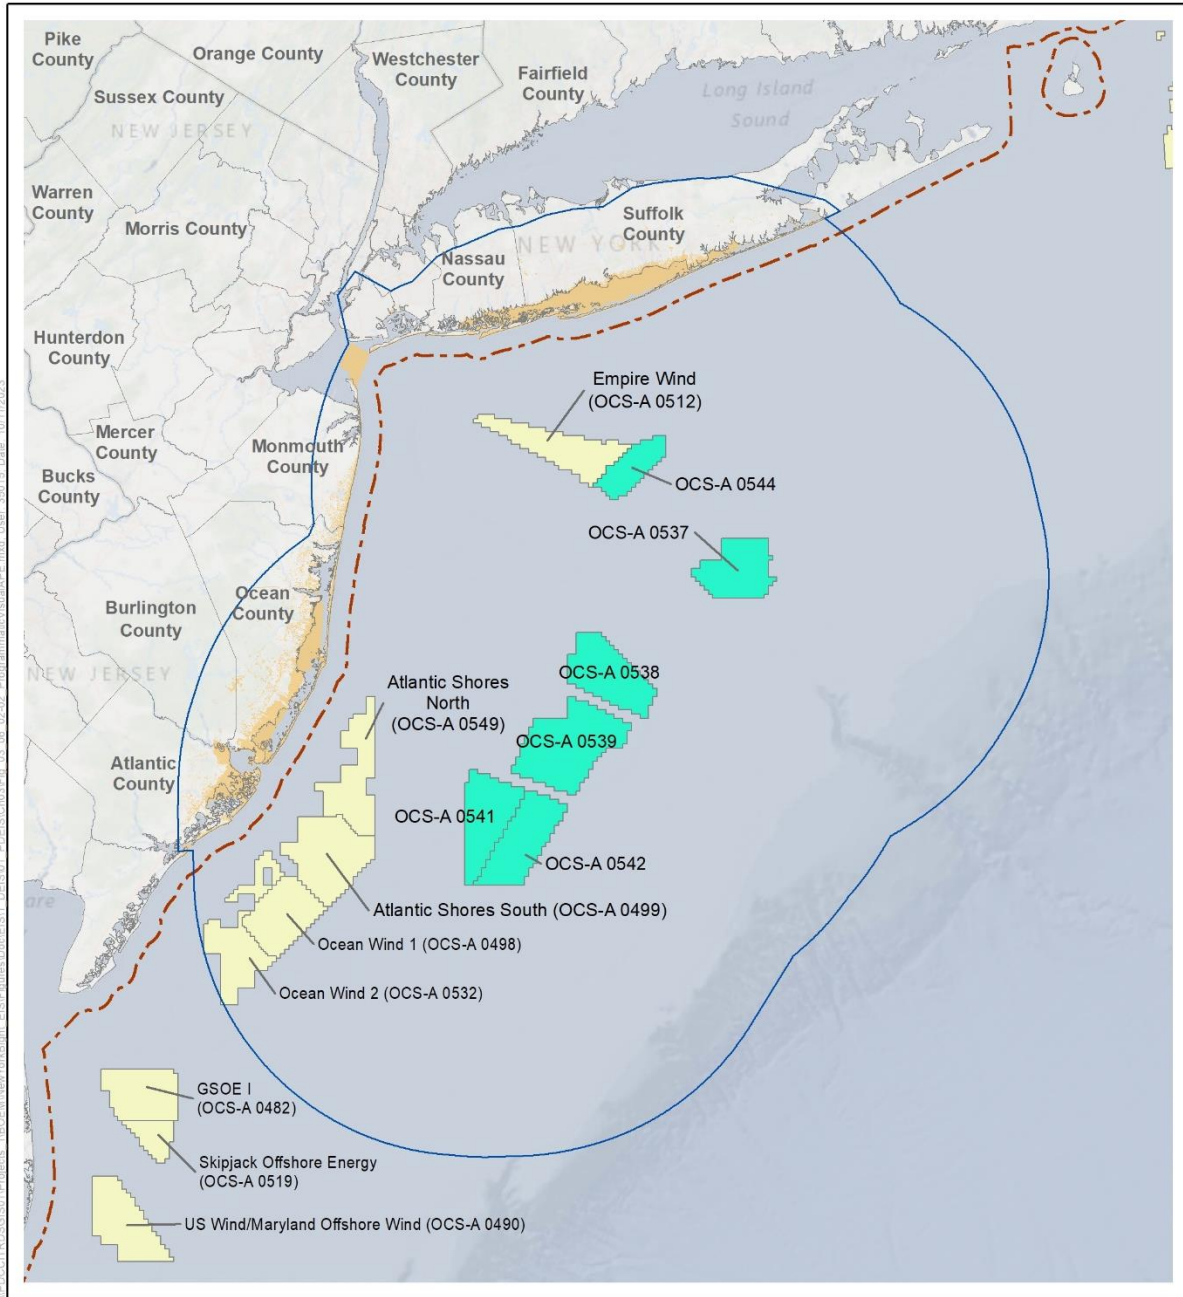 Pike
County
Orange County
Westchester
County
Fairfield
County
Long Island
Sound
Sussex County
NEW JERSEY
Warren
County
Morris County
Suffolk
County
NEW YORK
Nassau
County
Hunterdon
County
Empire Wind
(OCS-A 0512)
Mercer
County
Monmouth
County
Bucks
County
OCS-A 0544
OCS-A 0537
Ocean
County
Burlington
County
NEW JERSEY
OCS-A 0538
Atlantic Shores
North
(OCS-A 0549)
OCS-A 0539
Atlantic
County
OCS-A 0541
OCS-A 0542
Atlantic Shores South (OCS-A 0499)
Ocean Wind 1 (OCS-A 0498)
Ocean Wind 2 (OCS-A 0532)
GSOE I
(OCS-A 0482)
Skipjack Offshore Energy
(OCS-A 0519)
US Wind/Maryland Offshore Wind (OCS-A 0490)